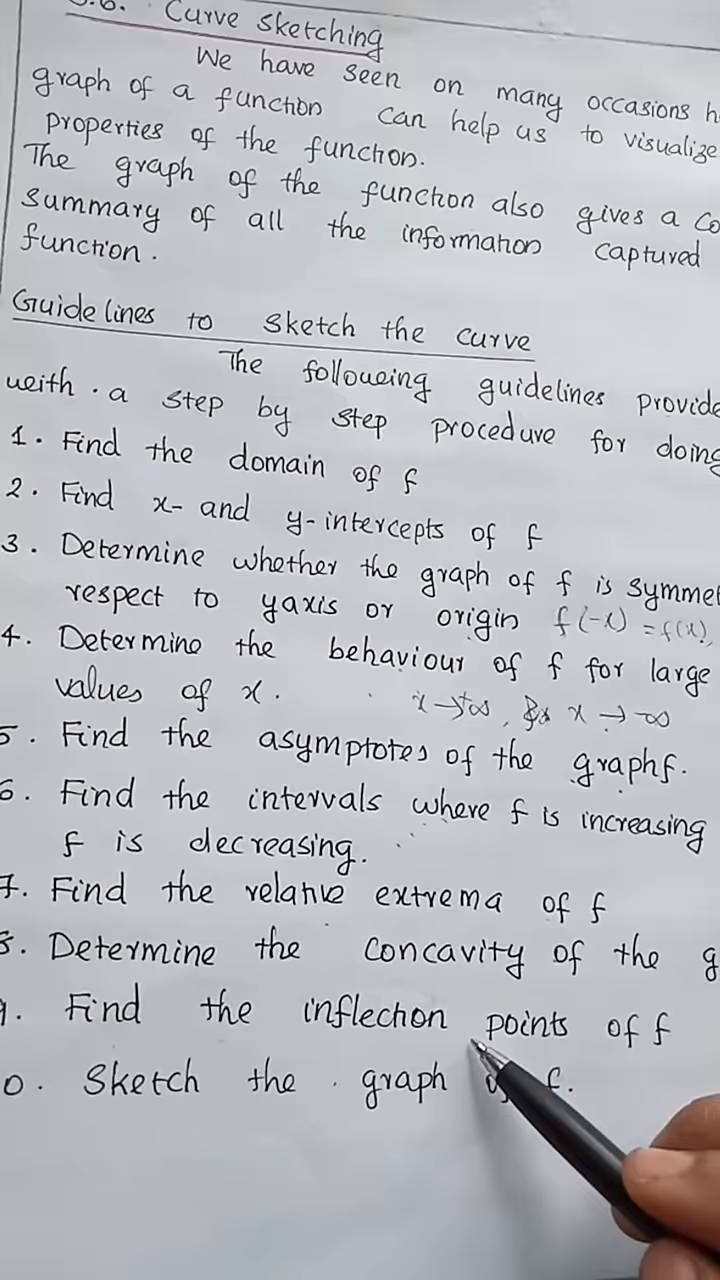 3.6. Curve Sketching
We have seen on many occasions h
graph of a function can help us to visualize
properties of the function.
The graph of the function also gives a co
summary of all the information captured
function.
Guidelines to sketch the curve
The following guidelines provide
with a step by step procedure for doing
1. Find the domain of f
2. Find x- and y-intercepts of f
3. Determine whether the graph of f is symmet
respect to yaxis or origin f(-x) = f(x),
4. Determine the behaviour of f for large
values of x. x→+∞, x→-∞
5. Find the asymptotes of the graph f.
6. Find the intervals where f is increasing
f is decreasing.
7. Find the relative extrema of f
8. Determine the concavity of the g
9. Find the inflection points of f
0. Sketch the graph of f.